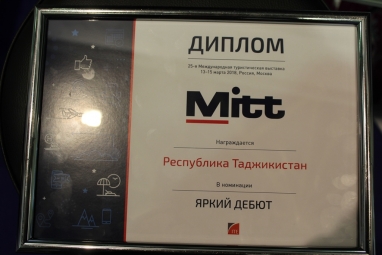 ДИПЛОМ
25-я Международная туристическая выставка
13–15 марта 2018, Россия, Москва
Mitt
Награждается
Республика Таджикистан
В номинации
ЯРКИЙ ДЕБЮТ